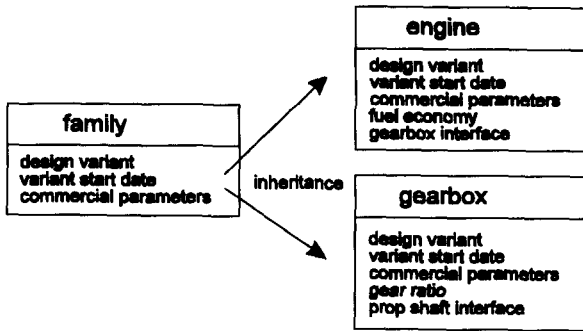 family
design variant
variant start date
commercial parameters
inheritance
engine
design variant
variant start date
commercial parameters
fuel economy
gearbox interface
gearbox
design variant
variant start date
commercial parameters
gear ratio
prop shaft interface